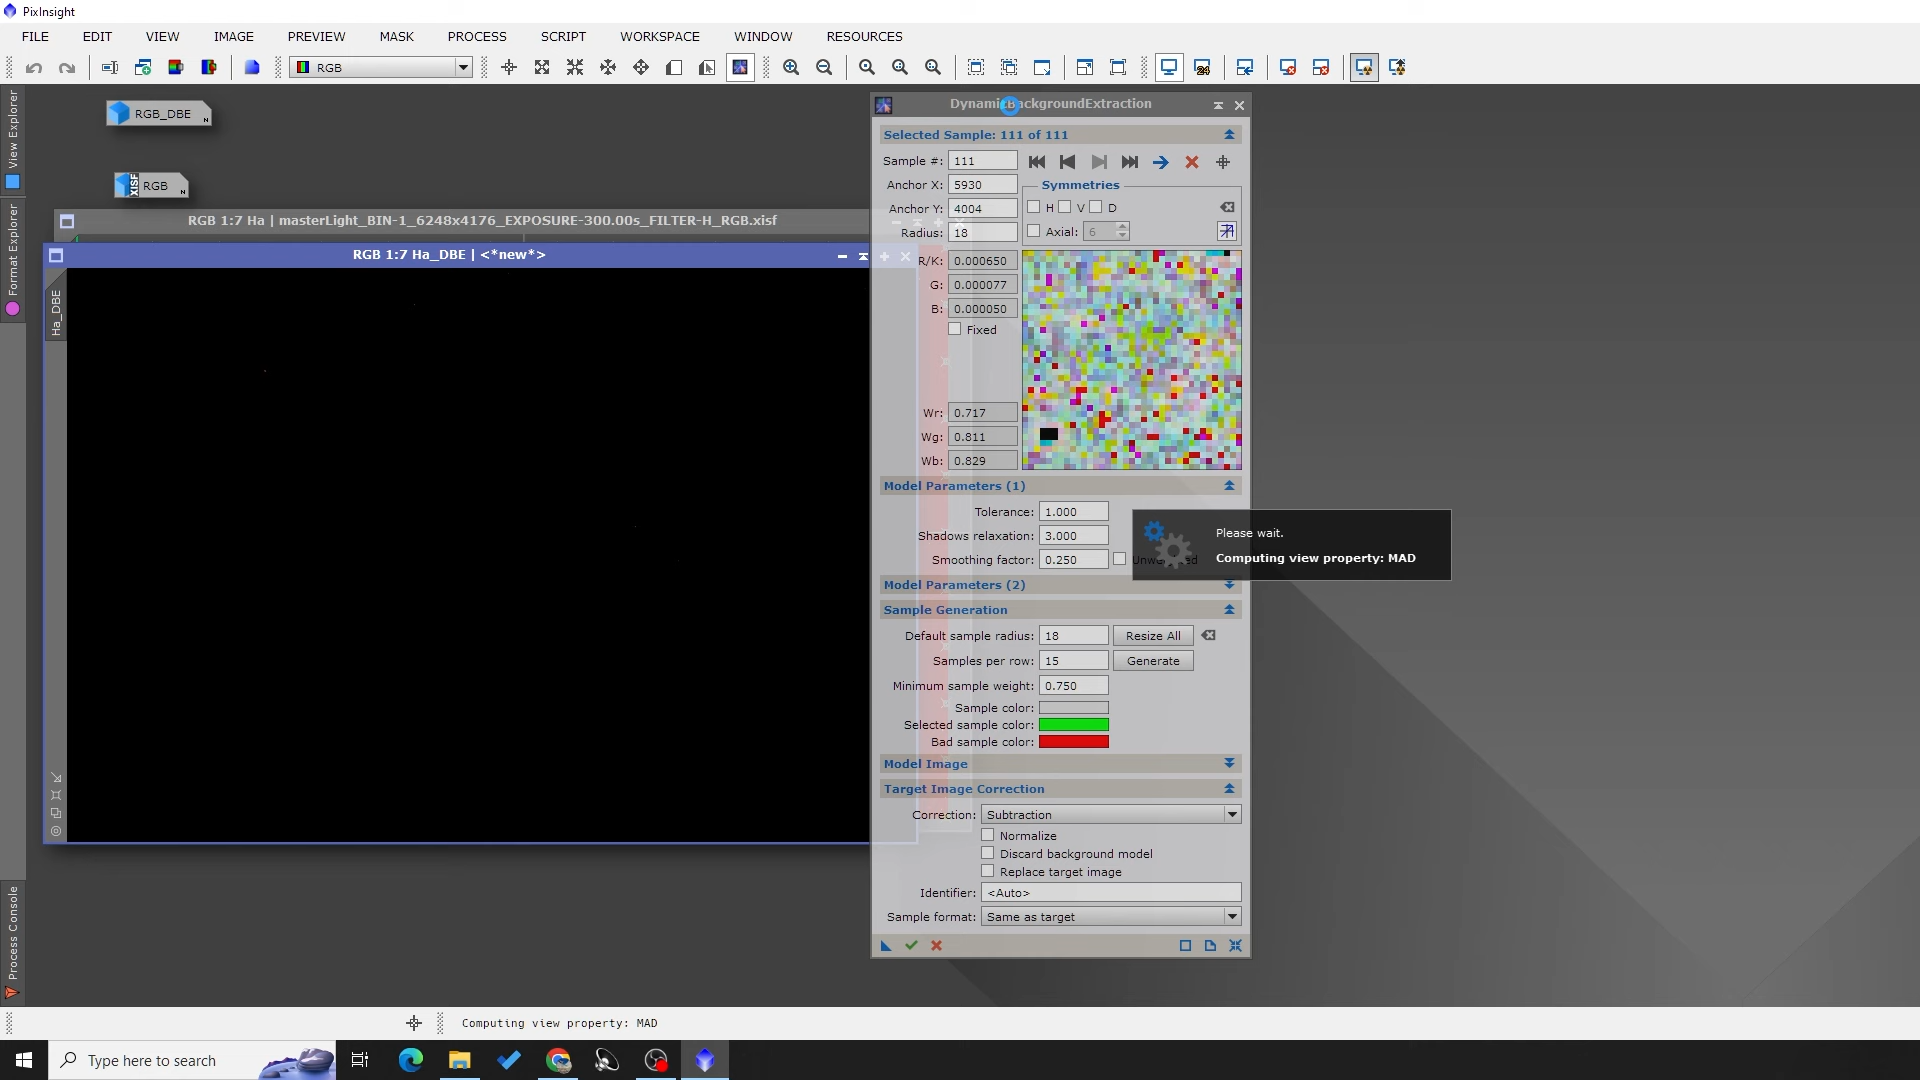 PixInsight
FILE EDIT VIEW IMAGE PREVIEW MASK PROCESS SCRIPT WORKSPACE WINDOW RESOURCES
RGB
24
View Explorer
Format Explorer
Process Console
RGB_DBE
N
XISF RGB
N
RGB 1:7 Ha | masterLight_BIN-1_6248x4176_EXPOSURE-300.00s_FILTER-H_RGB.xisf
RGB 1:7 Ha_DBE | <*new*>
Ha_DBE
DynamicBackgroundExtraction
Selected Sample: 111 of 111
Sample #: 111
Anchor X: 5930
Symmetries
Anchor Y: 4004
H V D
Radius: 18
Axial: 6
R/K: 0.000650
G: 0.000077
B: 0.000050
Fixed
Wr: 0.717
Wg: 0.811
Wb: 0.829
Model Parameters (1)
Tolerance: 1.000
Shadows relaxation: 3.000
Smoothing factor: 0.250
Please wait.
Computing view property: MAD
Model Parameters (2)
Sample Generation
Default sample radius: 18 Resize All
Samples per row: 15 Generate
Minimum sample weight: 0.750
Sample color:
Selected sample color:
Bad sample color:
Model Image
Target Image Correction
Correction: Subtraction
Normalize
Discard background model
Replace target image
Identifier: <Auto>
Sample format: Same as target
Computing view property: MAD
Type here to search